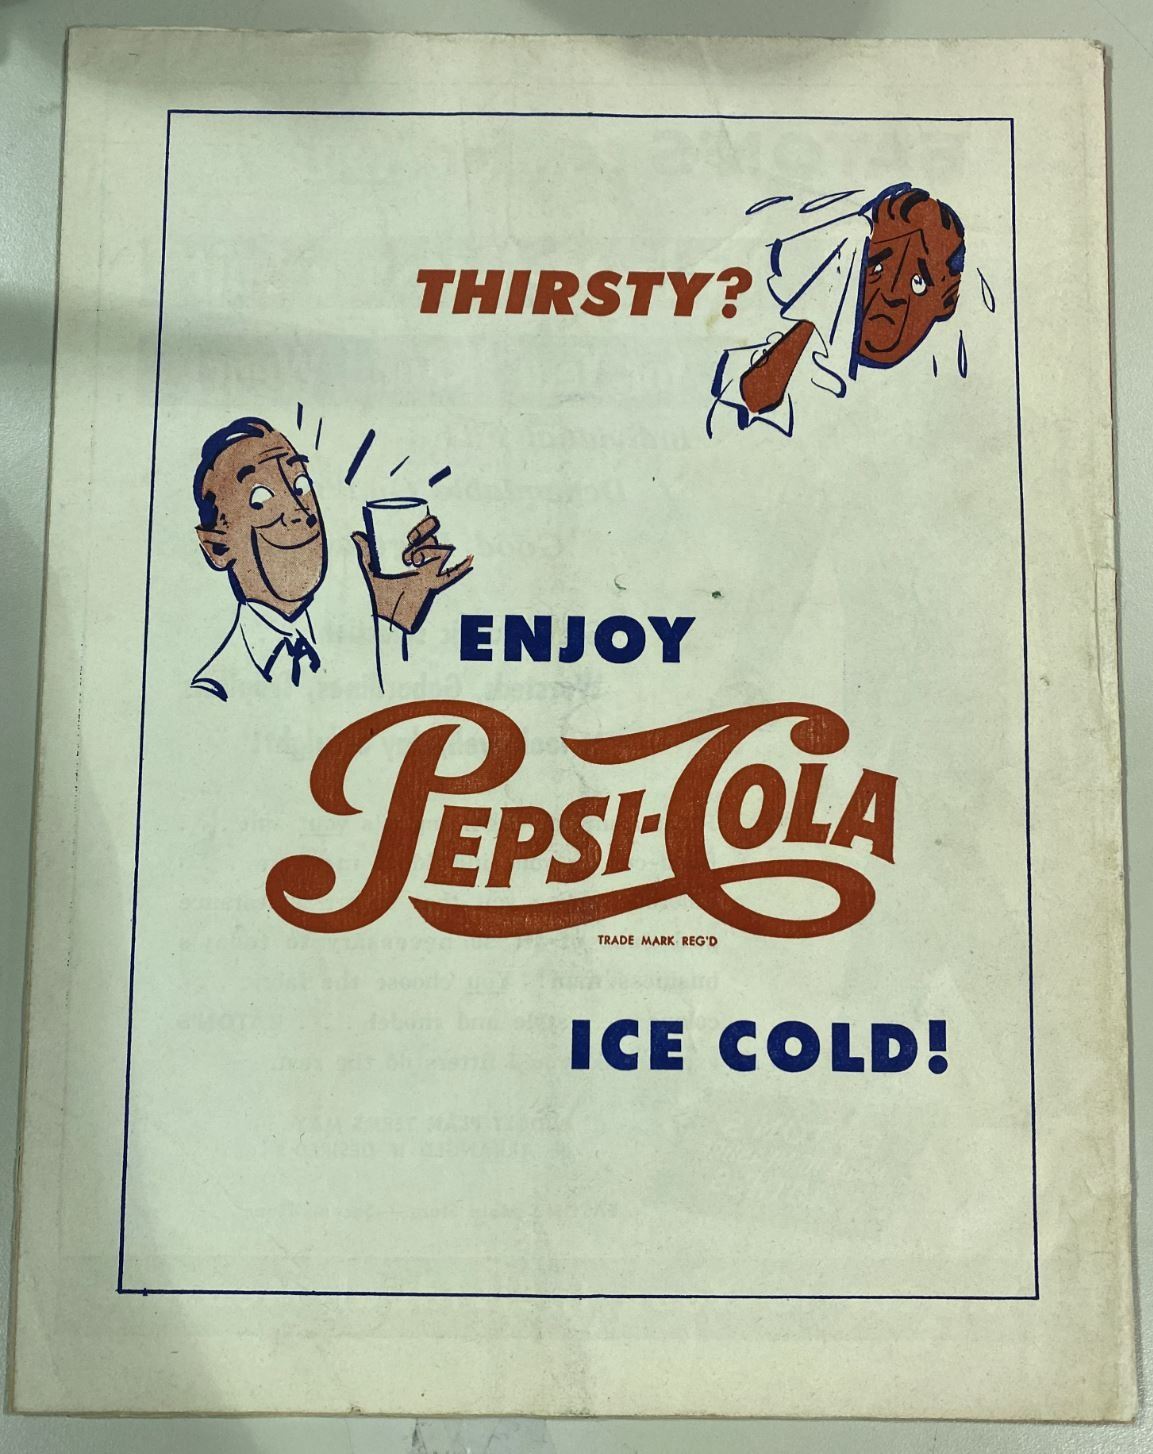 THIRSTY?
ENJOY
PEPSI-COLA
TRADE MARK REG'D
ICE COLD!